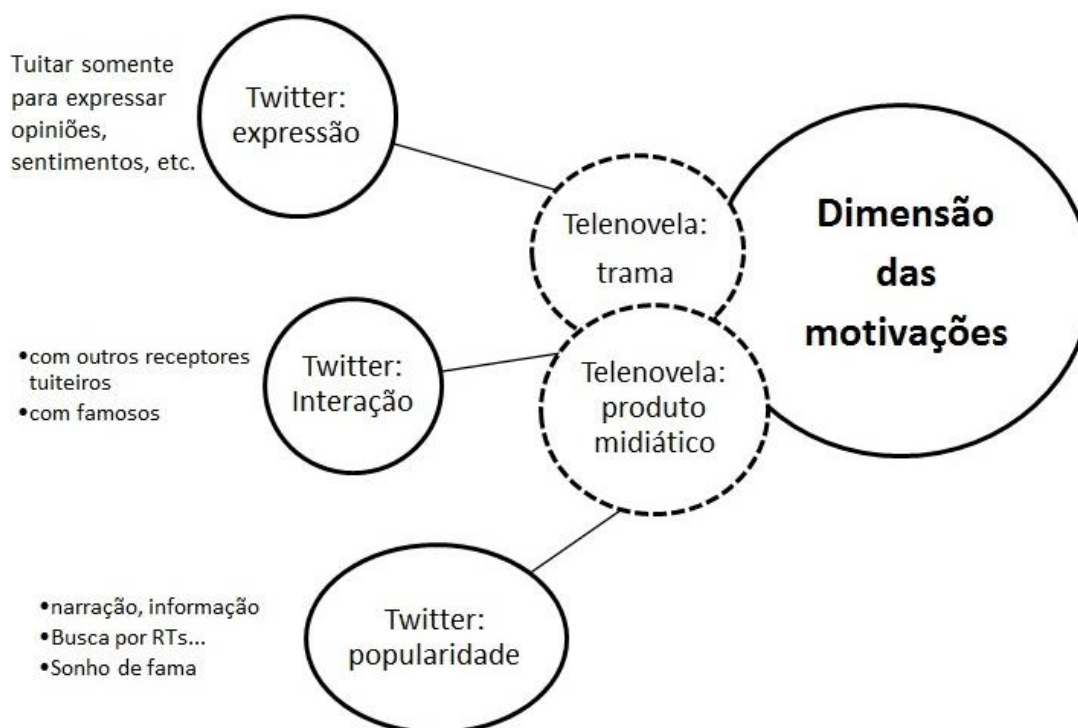 Tuitar somente
para expressar
opiniões,
sentimentos, etc.
Twitter:
expressão
Telenovela:
trama
Dimensão
das
motivações
•com outros receptores
tuiteiros
•com famosos
Twitter:
Interação
Telenovela:
produto
midiático
•narração, informação
•Busca por RTs...
•Sonho de fama
Twitter:
popularidade